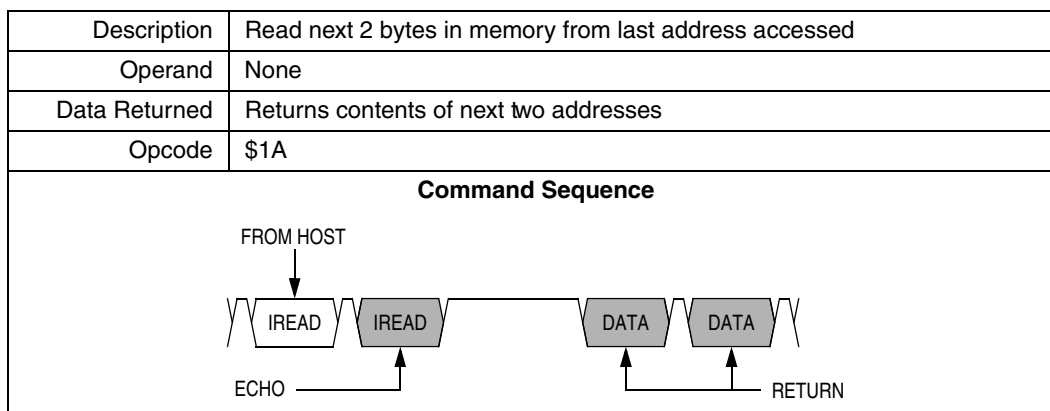 Description Read next 2 bytes in memory from last address accessed
Operand None
Data Returned Returns contents of next two addresses
Opcode $1A
Command Sequence
FROM HOST
IREAD IREAD DATA DATA
ECHO RETURN